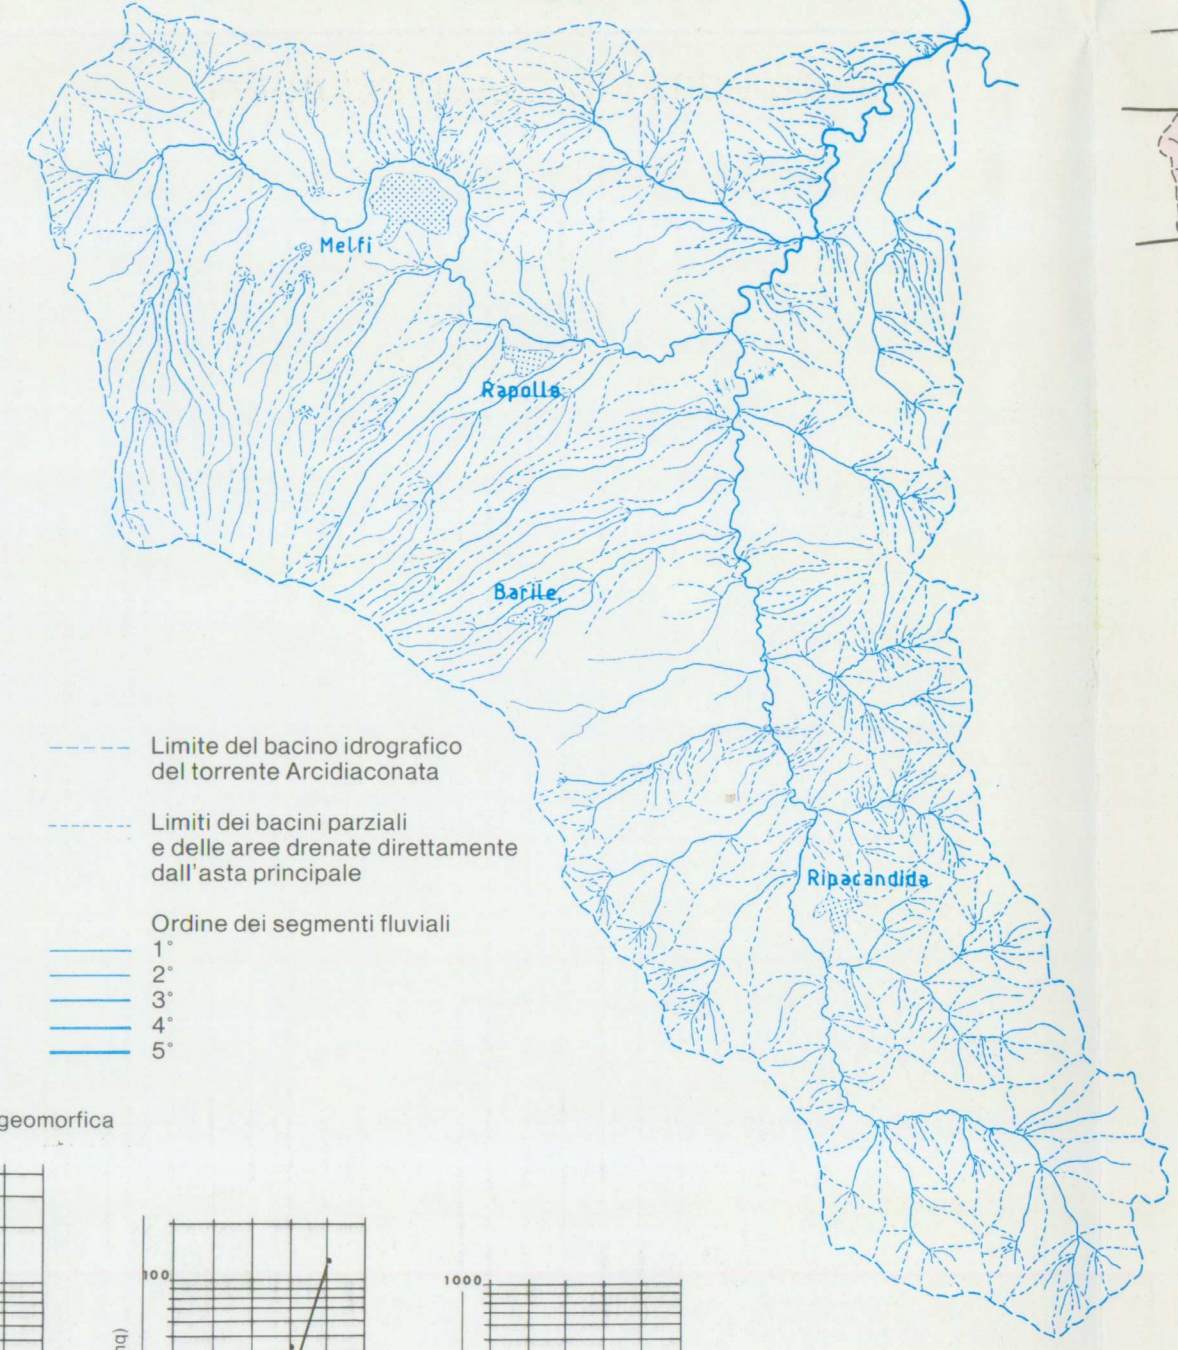 Melfi
Rapolla
Barile
Ripacandida
Limite del bacino idrografico
del torrente Arcidiaconata
Limiti dei bacini parziali
e delle aree drenate direttamente
dall'asta principale
Ordine dei segmenti fluviali
1°
2°
3°
4°
5°
geomorfica
100
1000